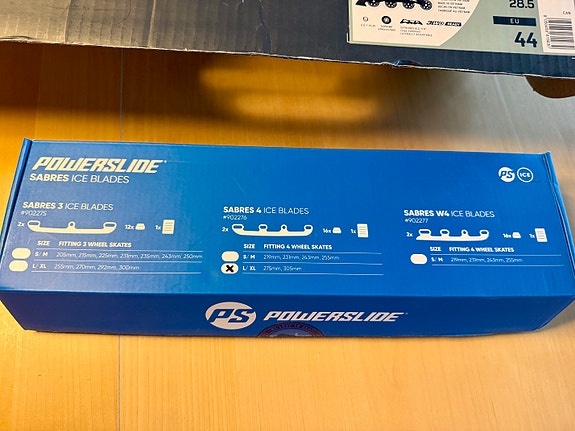 28.5
EU
44
POWERSLIDE
SABRES ICE BLADES
PS ICE
SABRES 3 ICE BLADES
#902275
2x 12x 1x
SIZE FITTING 3 WHEEL SKATES
S/ M 205mm, 215mm, 225mm, 231mm, 235mm, 243mm, 250mm
L/ XL 255mm, 270mm, 292mm, 300mm
SABRES 4 ICE BLADES
#902276
2x 16x 1x
SIZE FITTING 4 WHEEL SKATES
S/ M 219mm, 231mm, 243mm, 255mm
X L/ XL 275mm, 305mm
SABRES W4 ICE BLADES
#902277
2x 16x 1x
SIZE FITTING 4 WHEEL SKATES
S/ M 219mm, 231mm, 243mm, 255mm
PS POWERSLIDE